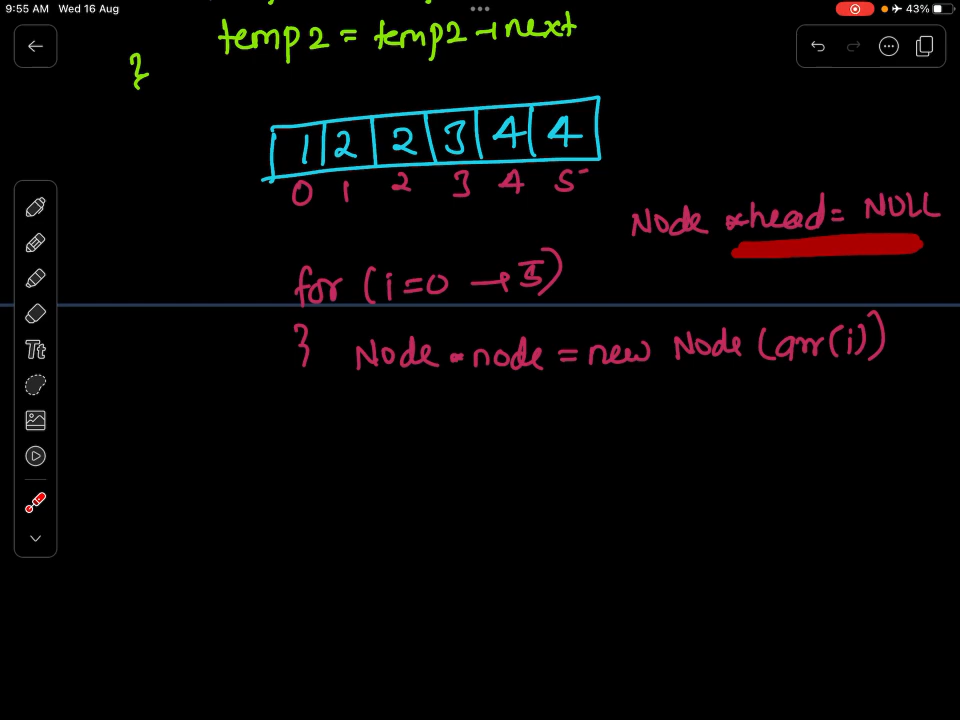 9:55 AM Wed 16 Aug
43%
temp2 = temp2→next
}
1 2 2 3 4 4
0 1 2 3 4 5
Node *head = NULL
for (i=0 → 5)
} Node * node = new Node (arr(i))
Tt